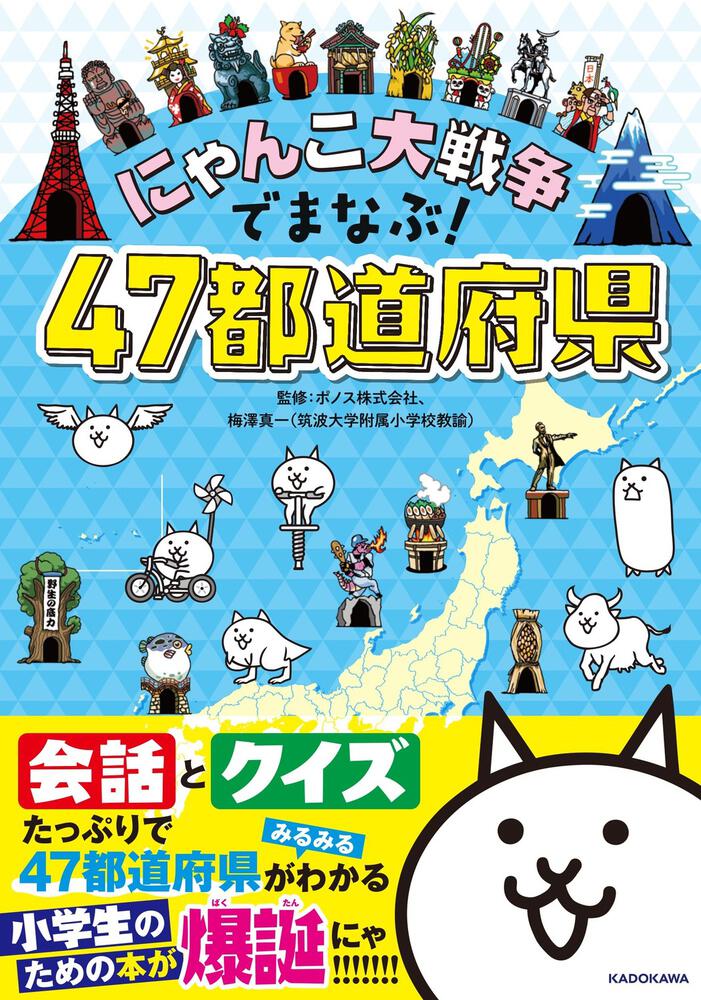 日本
にゃんこ大戦争
でまなぶ!
47都道府県
監修:ポノス株式会社、
梅澤真一(筑波大学附属小学校教諭)
野生の底力
会話とクイズ
たっぷりで
みるみる
47都道府県がわかる
小学生の
ための本が
ばくたん
爆誕にゃ!!!!!!!
KADOKAWA